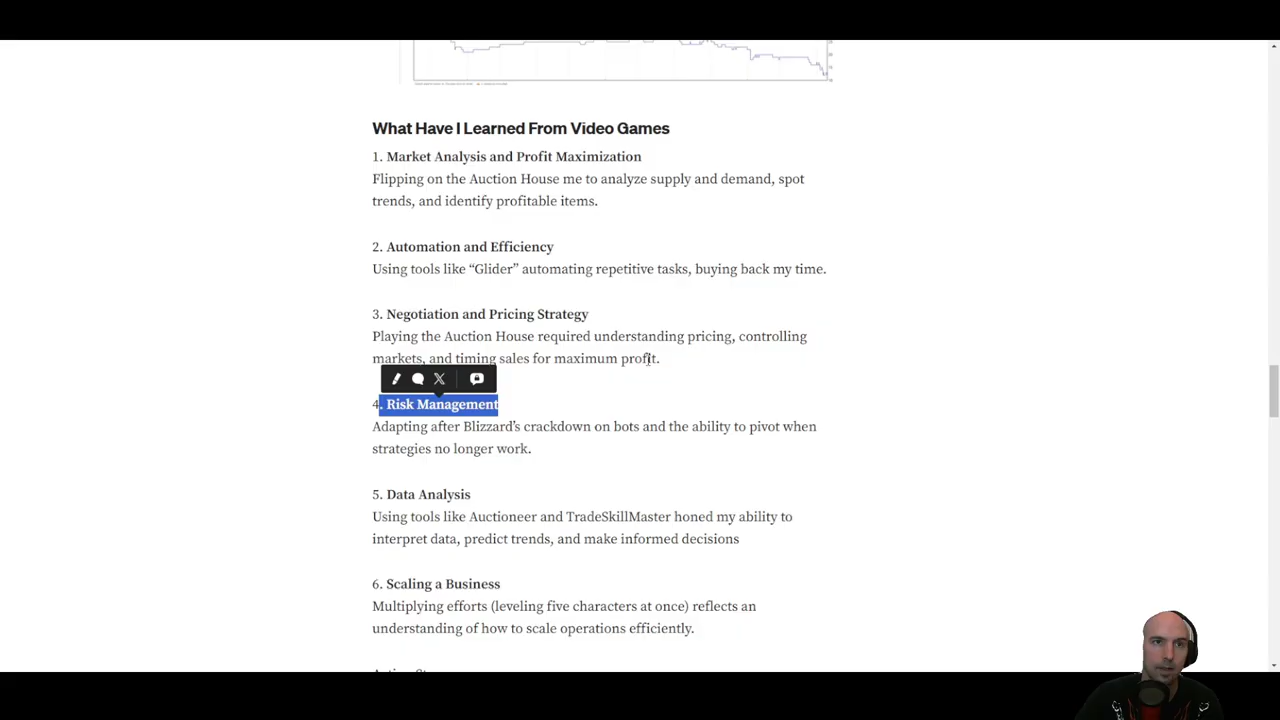 What Have I Learned From Video Games
1. Market Analysis and Profit Maximization
Flipping on the Auction House me to analyze supply and demand, spot
trends, and identify profitable items.
2. Automation and Efficiency
Using tools like “Glider” automating repetitive tasks, buying back my time.
3. Negotiation and Pricing Strategy
Playing the Auction House required understanding pricing, controlling
markets, and timing sales for maximum profit.
4. Risk Management
Adapting after Blizzard’s crackdown on bots and the ability to pivot when
strategies no longer work.
5. Data Analysis
Using tools like Auctioneer and TradeSkillMaster honed my ability to
interpret data, predict trends, and make informed decisions
6. Scaling a Business
Multiplying efforts (leveling five characters at once) reflects an
understanding of how to scale operations efficiently.